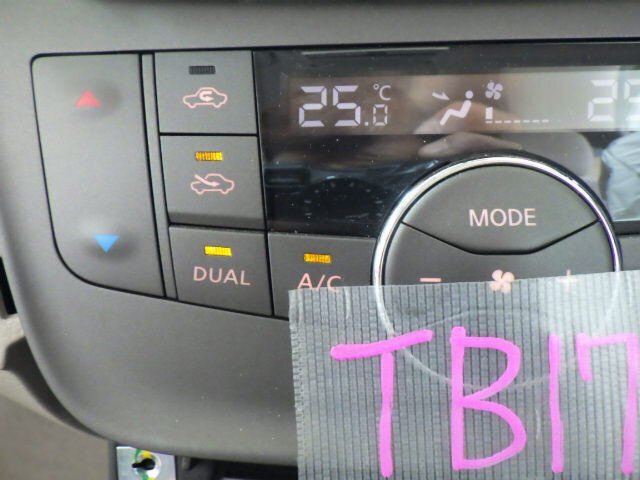 25.0 °C
MODE
DUAL
A/C
- +
TB17